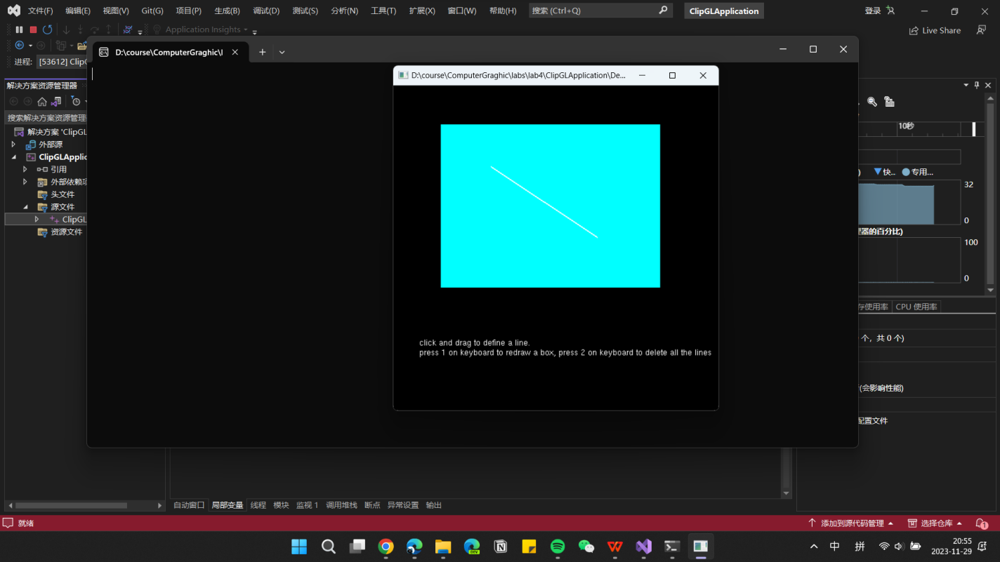 文件(F) 编辑(E) 视图(V) Git(G) 项目(P) 生成(B) 调试(D) 测试(S) 分析(N) 工具(T) 扩展(X) 窗口(W) 帮助(H) 搜索 (Ctrl+Q) ClipGLApplication 登录
Application Insights
Live Share
进程: [53612] ClipG
D:\course\ComputerGraghic\l
D:\course\ComputerGraghic\labs\lab4\ClipGLApplication\De...
解决方案资源管理器
搜索解决方案资源管理
解决方案 'ClipGL
外部源
ClipGLApplic
引用
外部依赖项
头文件
源文件
ClipGL
资源文件
click and drag to define a line.
press 1 on keyboard to redraw a box, press 2 on keyboard to delete all the lines
10秒
) 快... 专用...
32
0
理器的百分比)
100
0
存使用率 CPU 使用率
个，共 0 个)
(会影响性能)
配置文件
自动窗口 局部变量 线程 模块 监视 1 调用堆栈 断点 异常设置 输出
就绪 添加到源代码管理 选择仓库 1
DEV
中 拼 20:55
2023-11-29